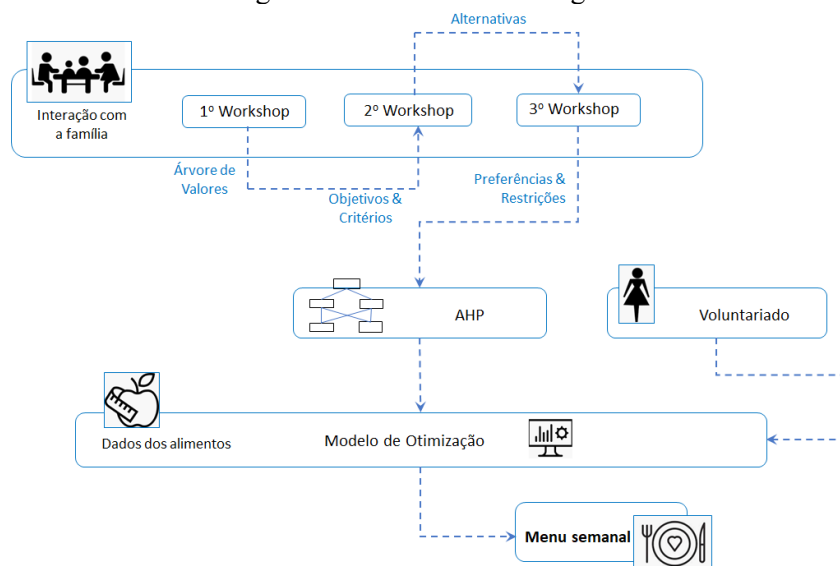 Alternativas
1º Workshop
2º Workshop
3º Workshop
Interação com
a família
Árvore de
Valores
Objetivos &
Critérios
Preferências &
Restrições
AHP
Voluntariado
Dados dos alimentos
Modelo de Otimização
Menu semanal